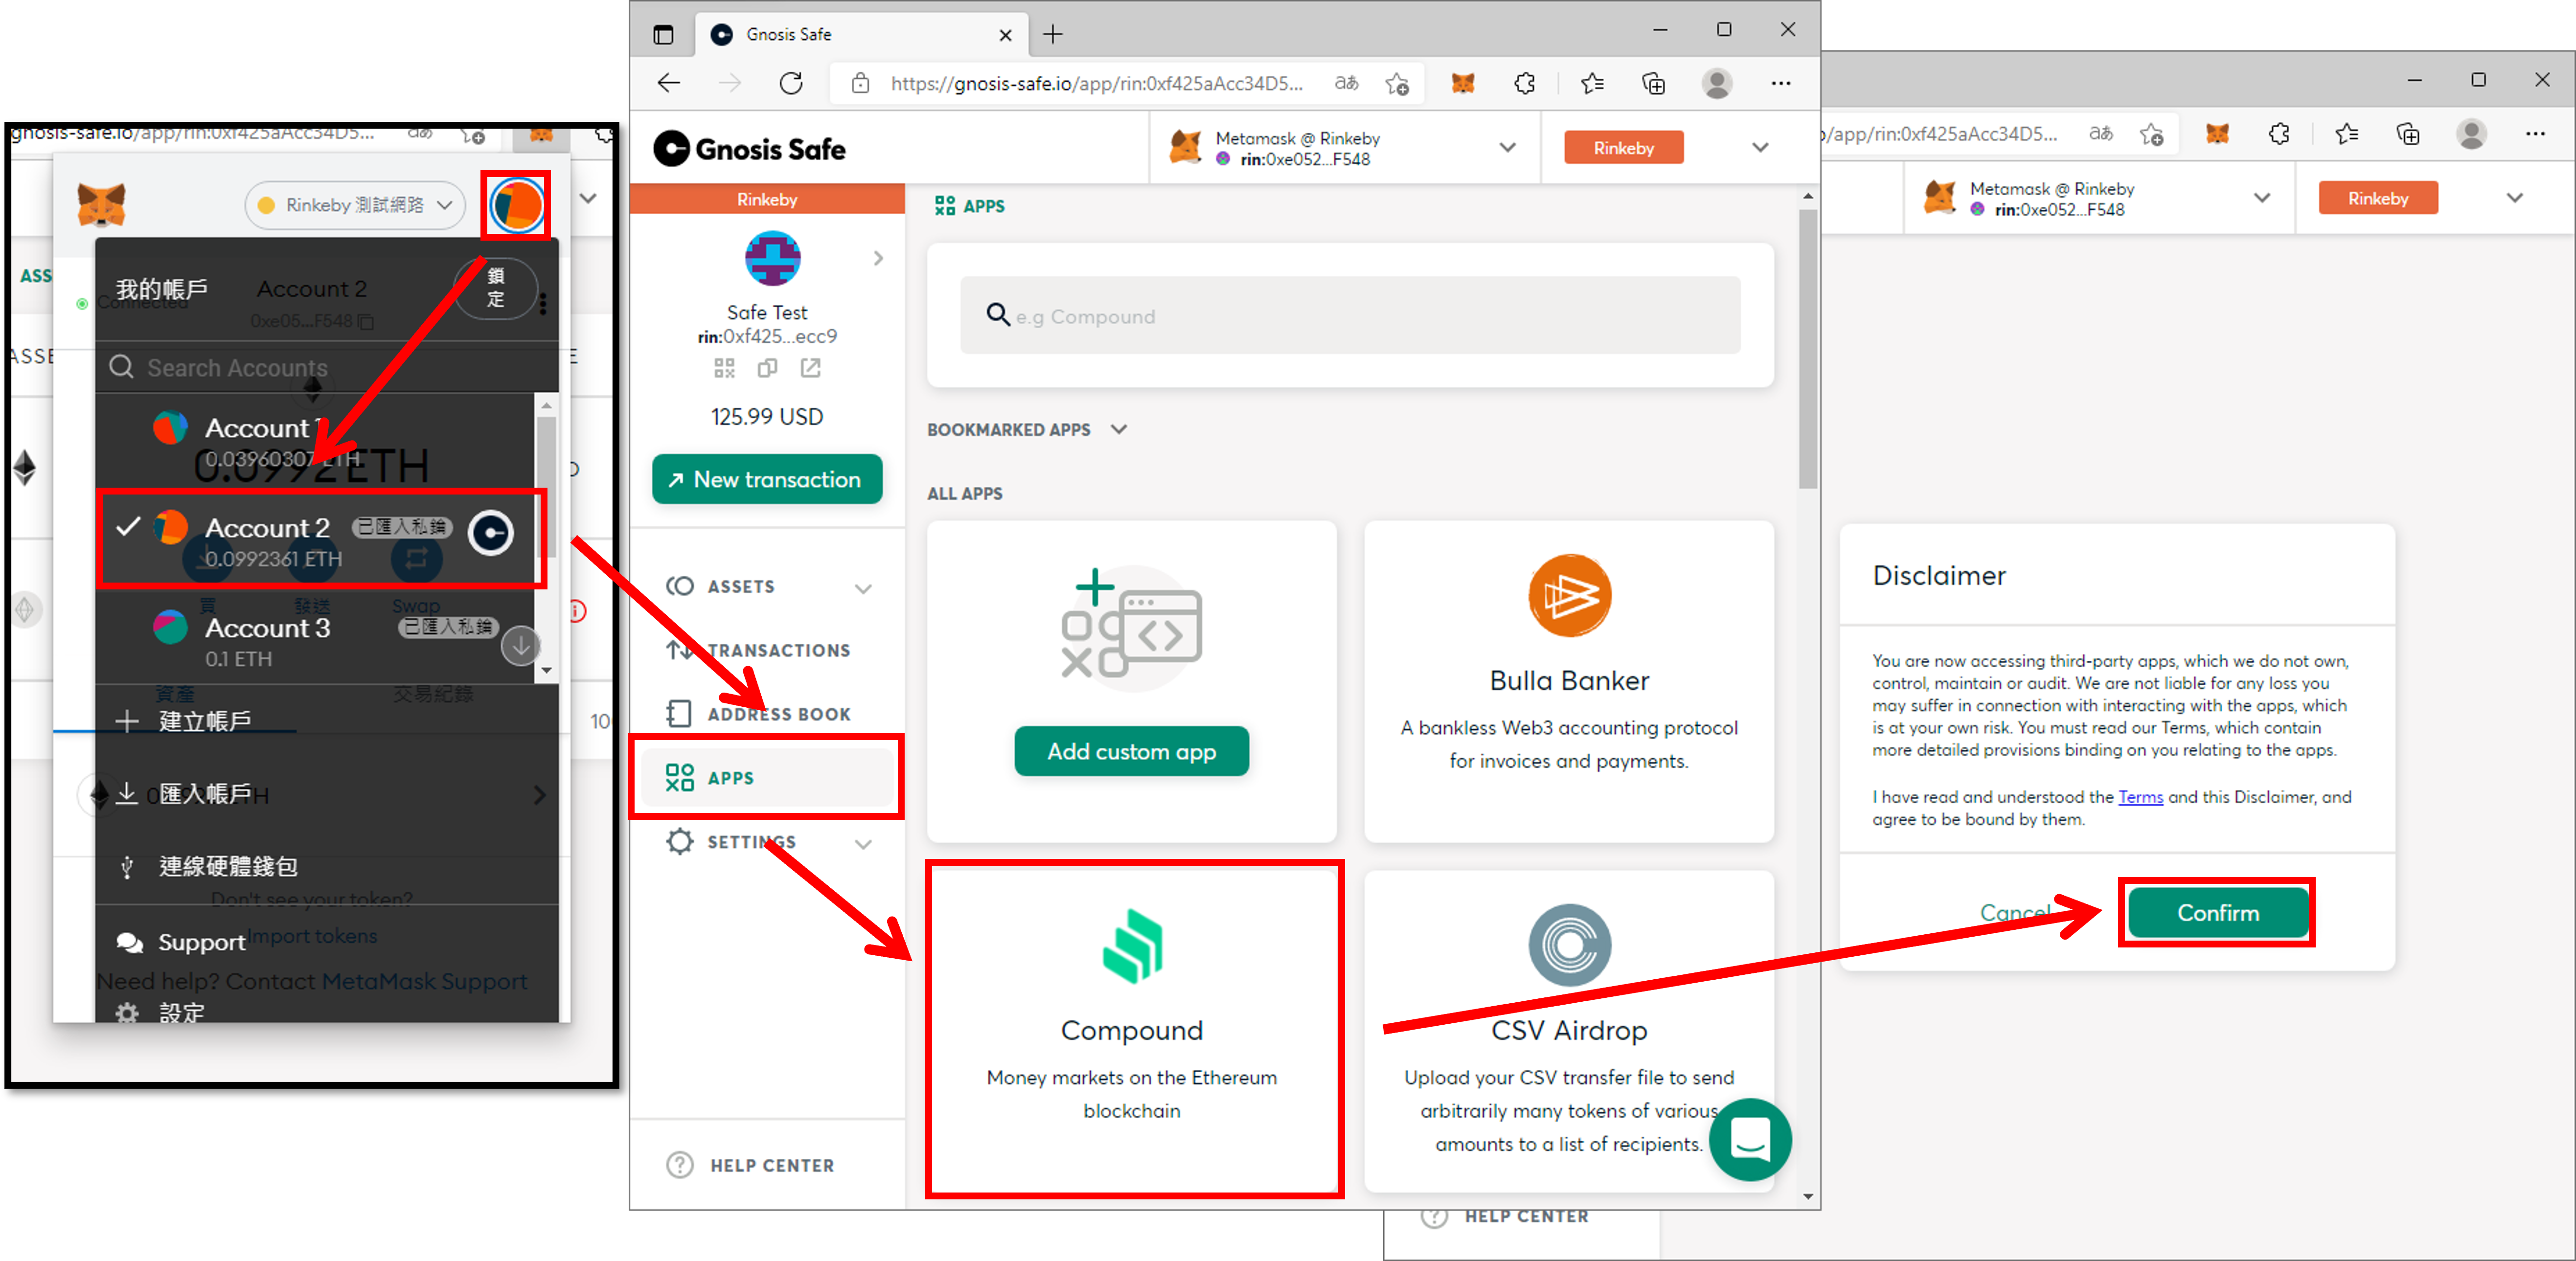 gnosis-safe.io/app/rin:0xf425aAcc34D5...
Rinkeby 測試網路
ASS
我的帳戶
Connected
Account 2
0xe05...F548
鎖
定
ASSE
E
Search Accounts
Account 1
0.03960307 ETH
0.0992 ETH
Account 2
已匯入私鑰
0.0992361 ETH
買
發送
Swap
Account 3
已匯入私鑰
0.1 ETH
資產
交易紀錄
建立帳戶
10
匯入帳戶
連線硬體錢包
Don't see your token?
Support
Import tokens
Need help? Contact MetaMask Support
設定
Gnosis Safe
https://gnosis-safe.io/app/rin:0xf425aAcc34D5...
Gnosis Safe
Metamask @ Rinkeby
rin:0xe052...F548
Rinkeby
Rinkeby
Safe Test
rin:0xf425...ecc9
125.99 USD
New transaction
ASSETS
TRANSACTIONS
ADDRESS BOOK
APPS
SETTINGS
HELP CENTER
APPS
e.g Compound
BOOKMARKED APPS
ALL APPS
Add custom app
Bulla Banker
A bankless Web3 accounting protocol
for invoices and payments.
Compound
Money markets on the Ethereum
blockchain
CSV Airdrop
Upload your CSV transfer file to send
arbitrarily many tokens of various
amounts to a list of recipients.
/app/rin:0xf425aAcc34D5...
Metamask @ Rinkeby
rin:0xe052...F548
Rinkeby
Disclaimer
You are now accessing third-party apps, which we do not own,
control, maintain or audit. We are not liable for any loss you
may suffer in connection with interacting with the apps, which
is at your own risk. You must read our Terms, which contain
more detailed provisions binding on you relating to the apps.
I have read and understood the Terms and this Disclaimer, and
agree to be bound by them.
Cancel
Confirm
HELP CENTER